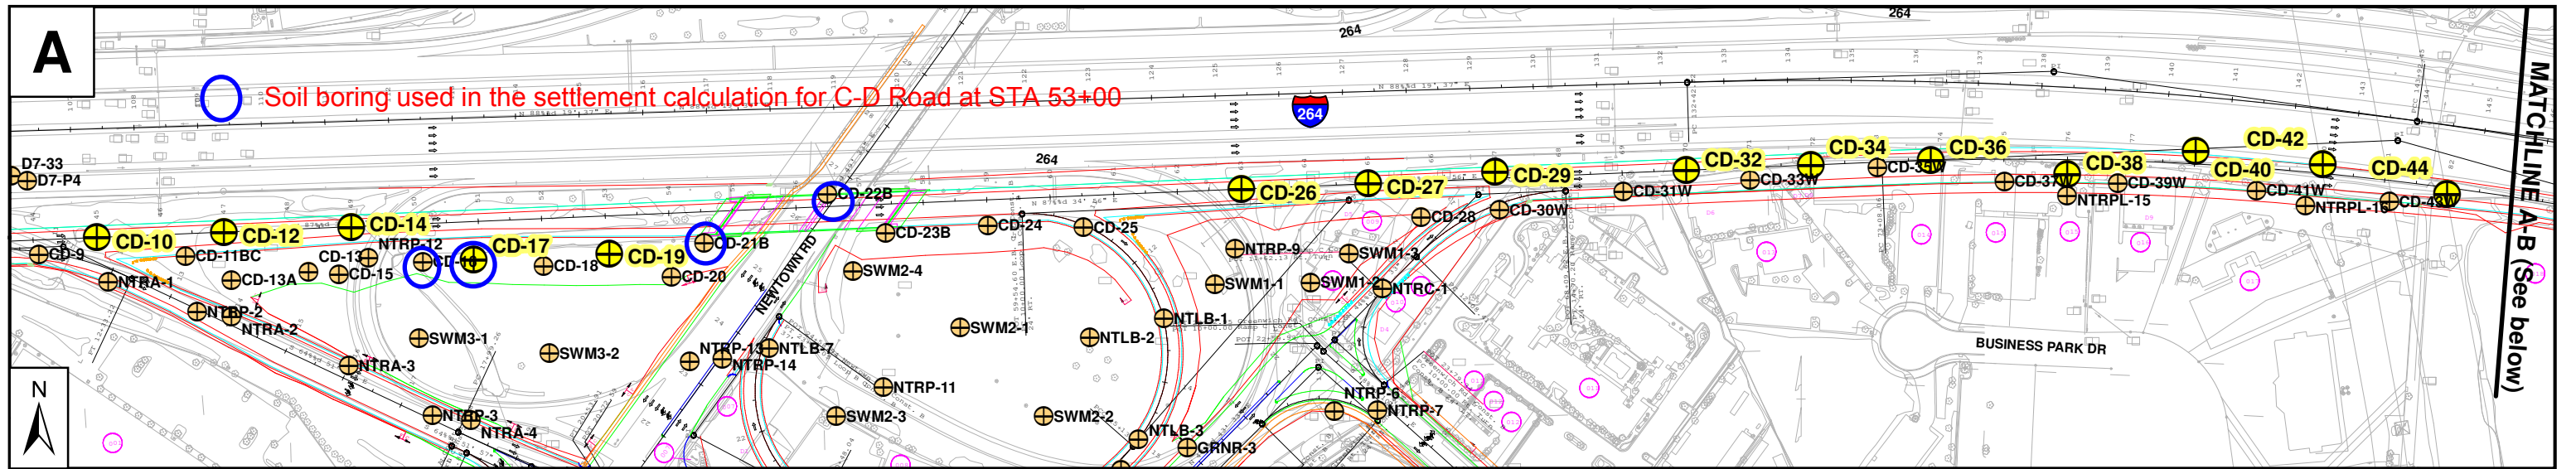 A
Soil boring used in the settlement calculation for C-D Road at STA 53+00
264
264
264
264
N 88%%d 19' 37" E
N 88%%d 19' 37" E
D7-33
D7-P4
CD-9
CD-10
CD-11BC
CD-12
CD-13
CD-13A
CD-14
CD-15
NTRP-12
CD-17
CD-18
CD-19
CD-20
CD-21B
CD-22B
CD-23B
CD-24
CD-25
CD-26
CD-27
CD-28
CD-29
CD-30W
CD-31W
CD-32
CD-33W
CD-34
CD-35W
CD-36
CD-37W
CD-38
CD-39W
CD-40
CD-41W
CD-42
CD-43W
CD-44
NTRPL-15
NTRPL-16
NTRA-1
NTRP-2
NTRA-2
NTRA-3
NTRP-3
NTRA-4
SWM3-1
SWM3-2
NEWTOWN RD
NTRP-13
NTRP-14
NTLB-7
SWM2-4
SWM2-1
NTRP-11
SWM2-3
SWM2-2
NTLB-1
NTLB-2
NTLB-3
GRNR-3
NTRP-9
SWM1-1
SWM1-2
SWM1-3
NTRC-1
NTRP-6
NTRP-7
BUSINESS PARK DR
MATCHLINE A-B (See below)
N